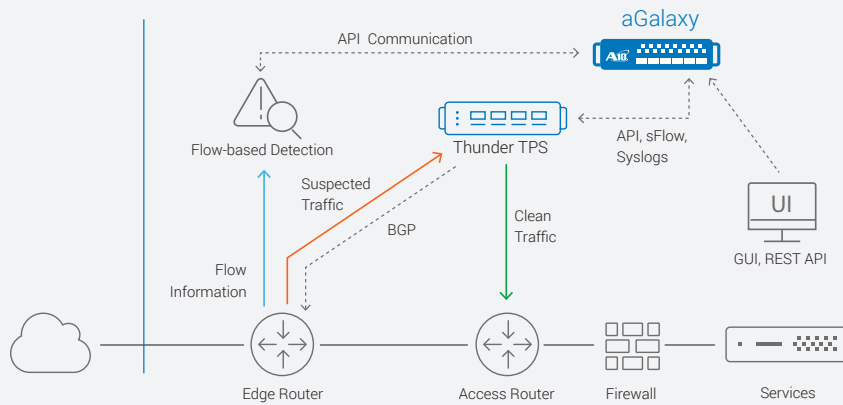 aGalaxy
API Communication
A10
Flow-based Detection
Thunder TPS
API, sFlow,
Syslogs
Suspected
Traffic
BGP
Clean
Traffic
UI
GUI, REST API
Flow
Information
Edge Router
Access Router
Firewall
Services